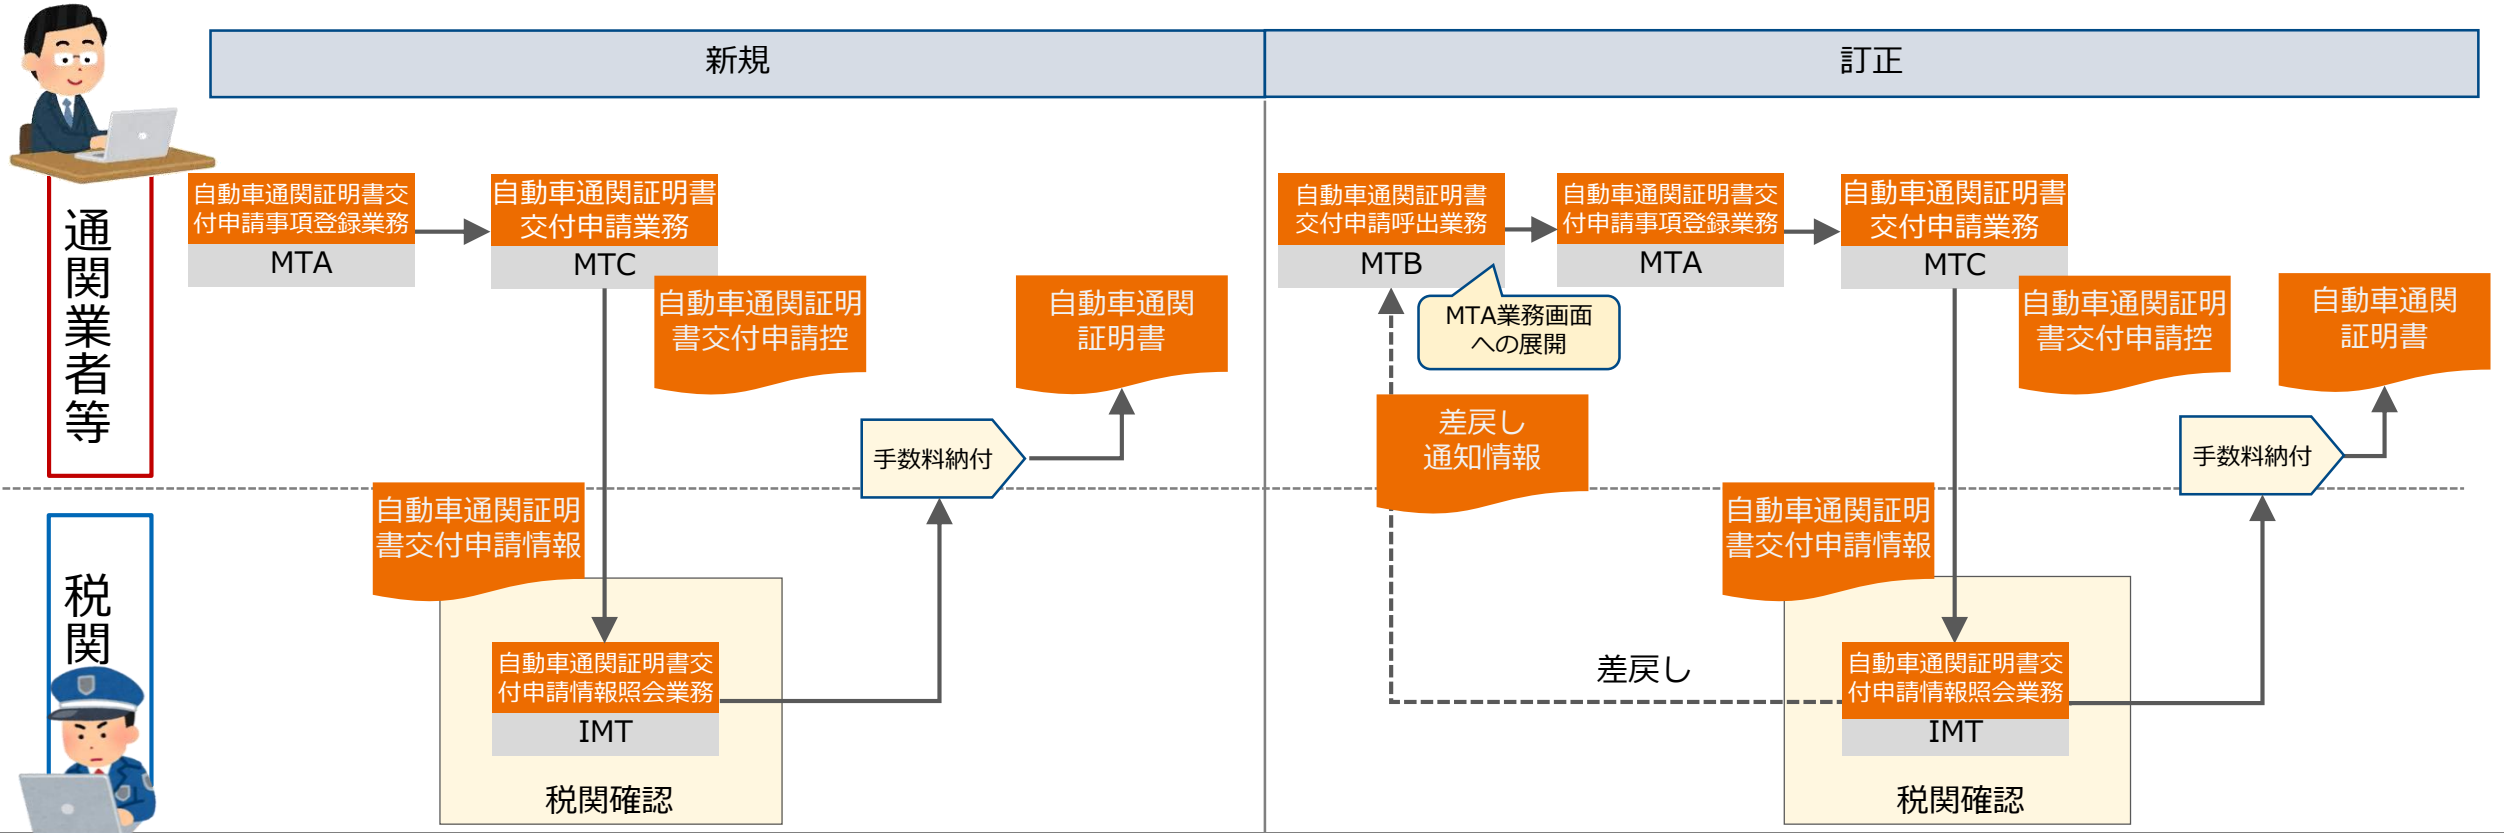 新規
訂正
通関業者等
自動車通関証明書交
付申請事項登録業務
MTA
自動車通関証明書
交付申請業務
MTC
自動車通関証明
書交付申請控
自動車通関
証明書
手数料納付
自動車通関証明
書交付申請情報
税関
自動車通関証明書交
付申請情報照会業務
IMT
税関確認
自動車通関証明書
交付申請呼出業務
MTB
MTA業務画面
への展開
自動車通関証明書交
付申請事項登録業務
MTA
自動車通関証明書
交付申請業務
MTC
自動車通関証明
書交付申請控
自動車通関
証明書
差戻し
通知情報
手数料納付
自動車通関証明
書交付申請情報
差戻し
自動車通関証明書交
付申請情報照会業務
IMT
税関確認